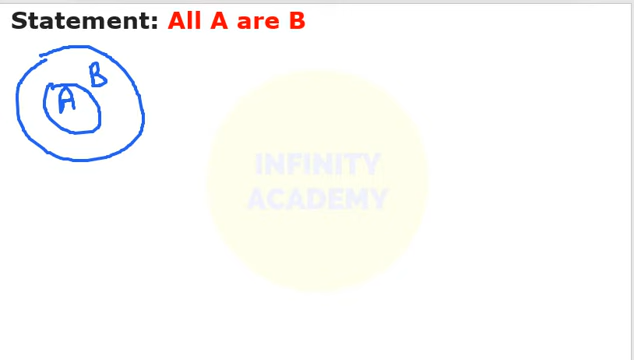 Statement: All A are B
B
A
INFINITY
ACADEMY